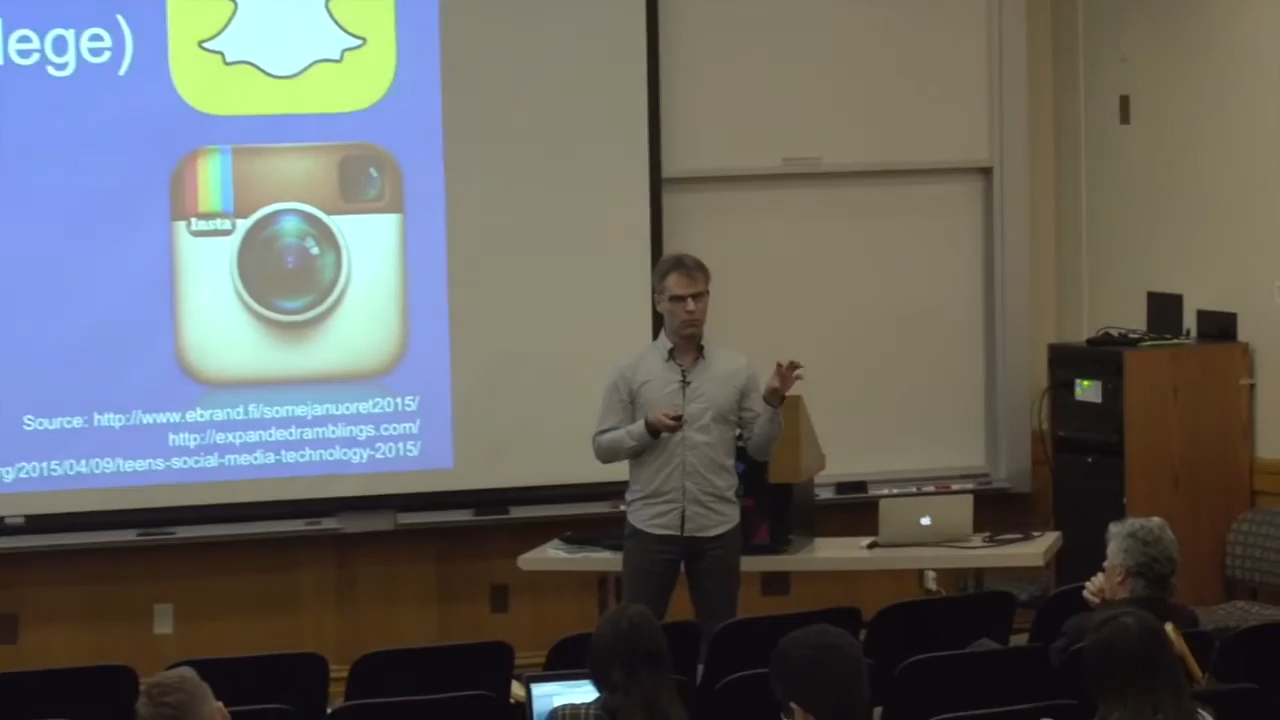 lege)
Insta
Source: http://www.ebrand.fi/somejanuoret2015/
http://expandedramblings.com/
rg/2015/04/09/teens-social-media-technology-2015/